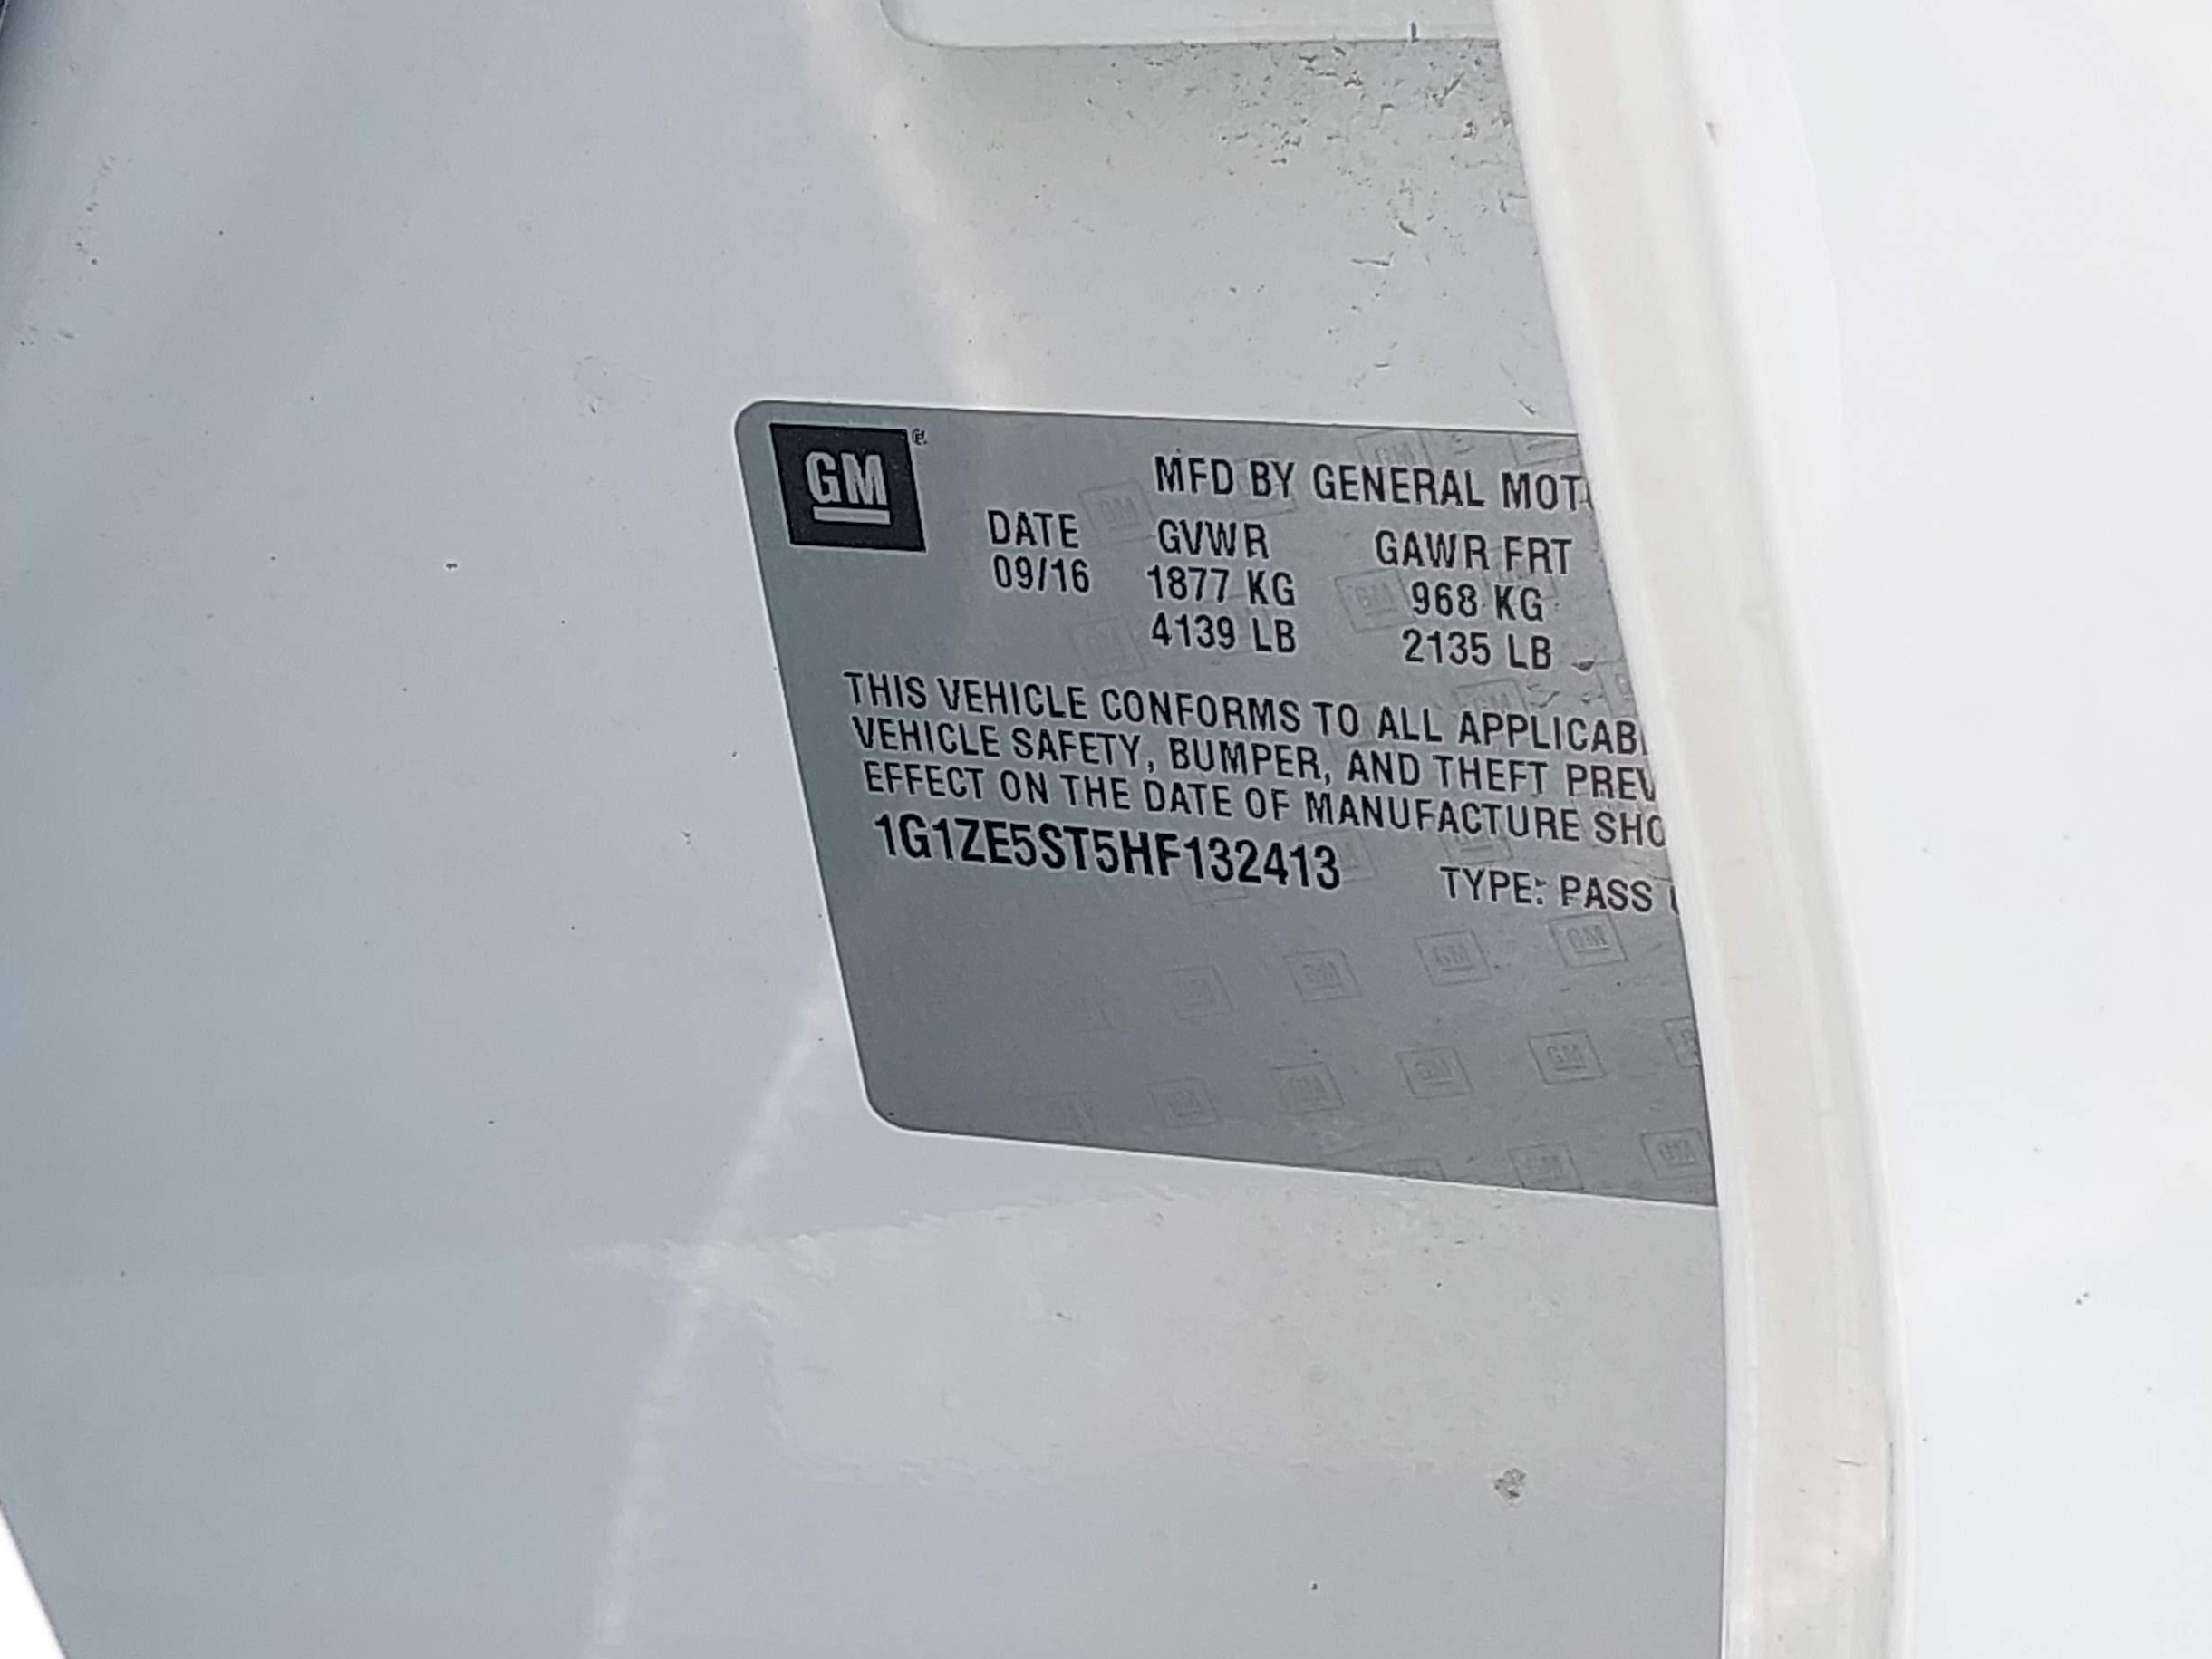 GM
MFD BY GENERAL MOT
DATE GVWR GAWR FRT
09/16 1877 KG 968 KG
4139 LB 2135 LB
THIS VEHICLE CONFORMS TO ALL APPLICAB
VEHICLE SAFETY, BUMPER, AND THEFT PREV
EFFECT ON THE DATE OF MANUFACTURE SHO
1G1ZE5ST5HF132413 TYPE: PASS